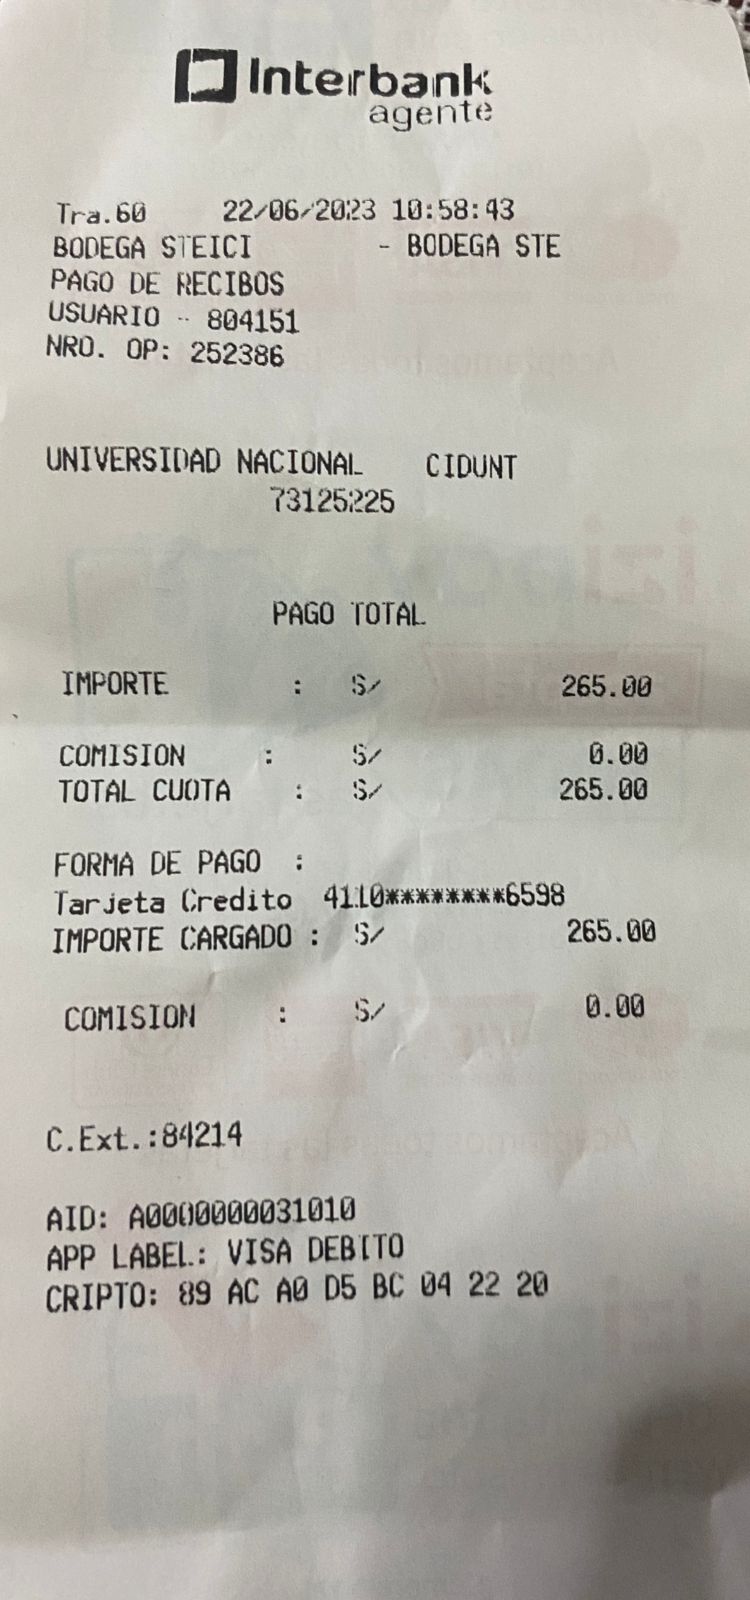 Interbank
agente
Tra.60 22/06/2023 10:58:43
BODEGA STEICI - BODEGA STE
PAGO DE RECIBOS
USUARIO - 804151
NRO. OP: 252386
UNIVERSIDAD NACIONAL CIDUNT
73125225
PAGO TOTAL
IMPORTE : S/ 265.00
COMISION : S/ 0.00
TOTAL CUOTA : S/ 265.00
FORMA DE PAGO :
Tarjeta Credito 4110********6598
IMPORTE CARGADO : S/ 265.00
COMISION : S/ 0.00
C.Ext.:84214
AID: A0000000031010
APP LABEL: VISA DEBITO
CRIPTO: 89 AC A0 D5 BC 04 22 20